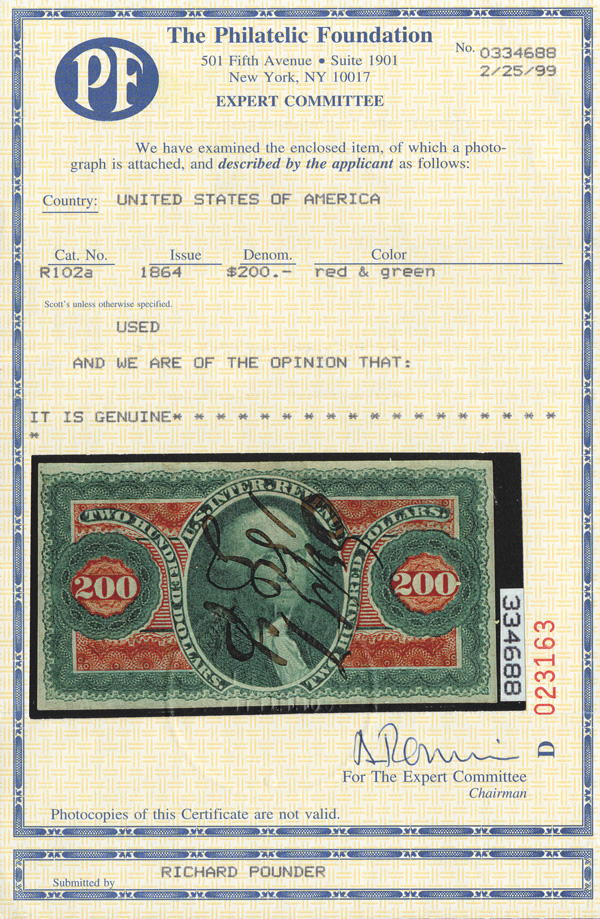 PF
The Philatelic Foundation
501 Fifth Avenue • Suite 1901
New York, NY 10017
EXPERT COMMITTEE
No. 0334688
2/25/99
We have examined the enclosed item, of which a photo-
graph is attached, and described by the applicant as follows:
Country: UNITED STATES OF AMERICA
Cat. No. Issue Denom. Color
R102a 1864 $200.- red & green
Scott's unless otherwise specified.
USED
AND WE ARE OF THE OPINION THAT:
IT IS GENUINE* * * * * * * * * * * * * * * * * *
*
U.S. INTER. REVENUE
TWO HUNDRED DOLLARS.
200
200
TWO HUNDRED DOLLARS.
334688
023163
D
For The Expert Committee
Chairman
Photocopies of this Certificate are not valid.
Submitted by RICHARD POUNDER